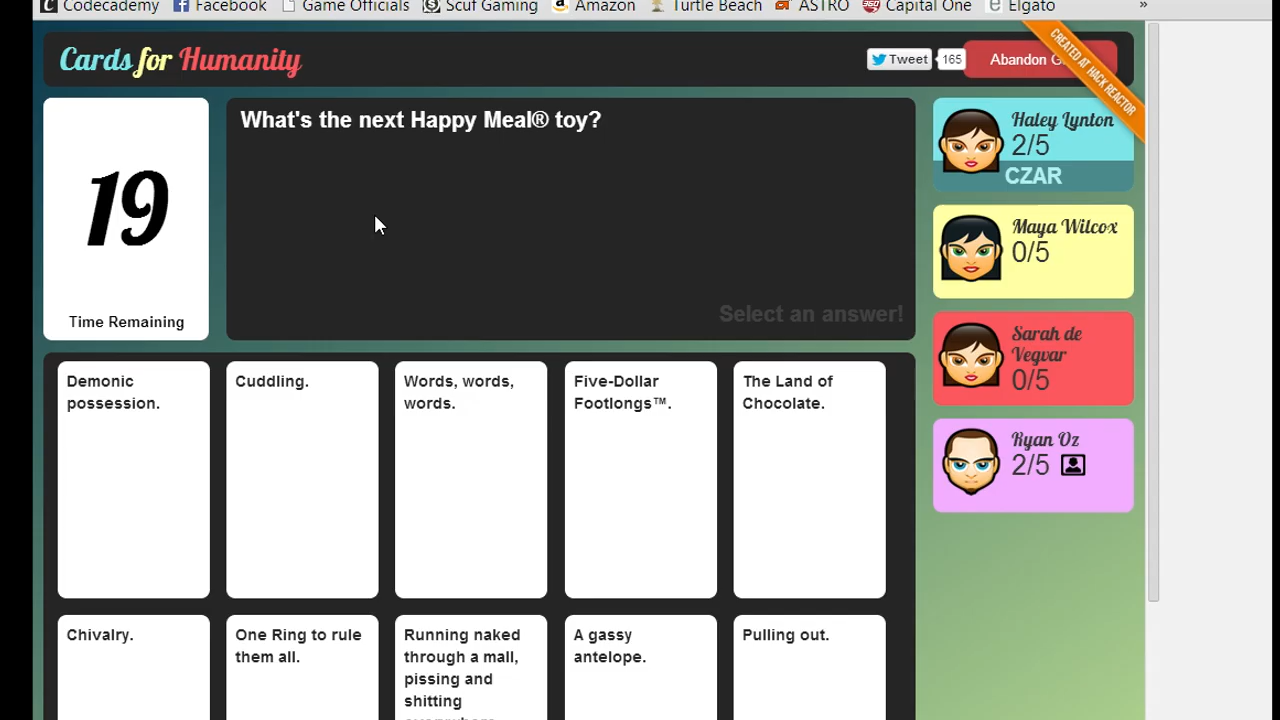 Codecademy Facebook Game Officials Scuf Gaming Amazon Turtle Beach ASTRO Capital One Elgato »
Cards for Humanity
Tweet 165
Abandon G
CREATED AT HACK REACTOR
19
Time Remaining
What's the next Happy Meal® toy?
Select an answer!
Haley Lynton
2/5
CZAR
Maya Wilcox
0/5
Sarah de
Vegvar
0/5
Ryan Oz
2/5
Demonic
possession.
Cuddling.
Words, words,
words.
Five-Dollar
Footlongs™.
The Land of
Chocolate.
Chivalry.
One Ring to rule
them all.
Running naked
through a mall,
pissing and
shitting
A gassy
antelope.
Pulling out.